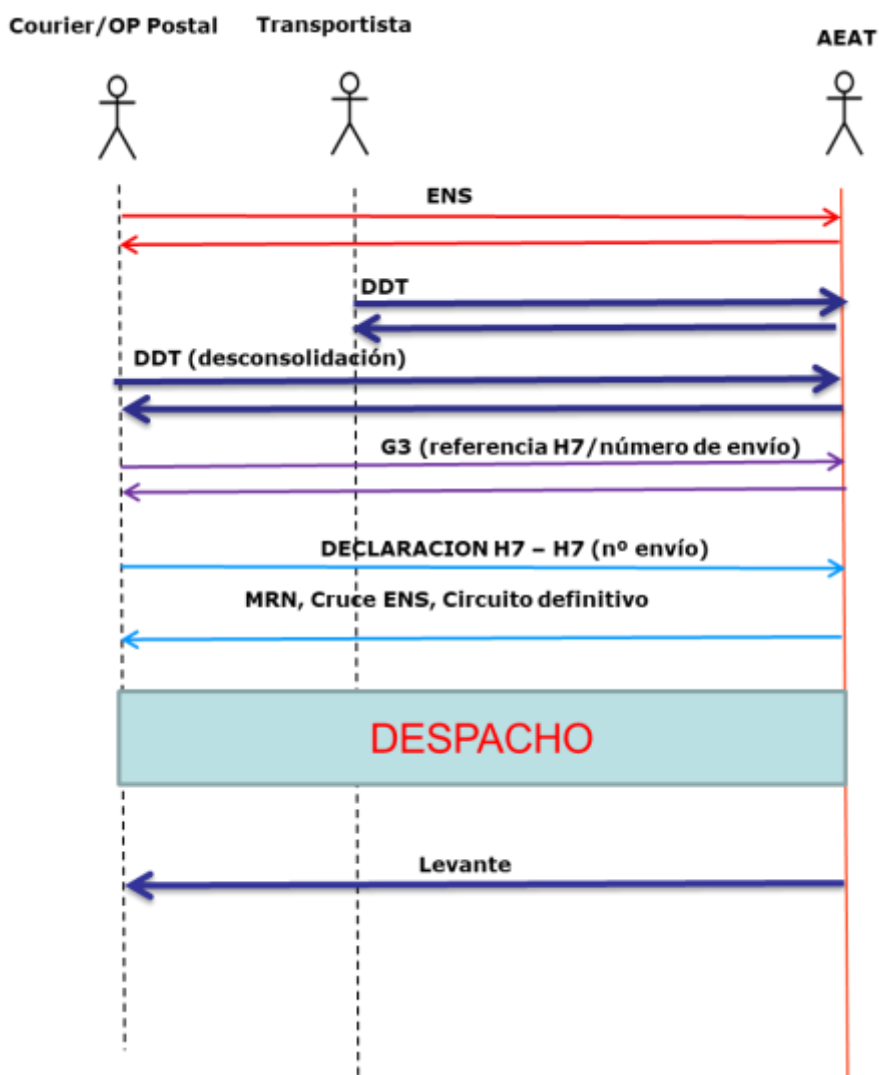 Courier/OP Postal
Transportista
AEAT
ENS
DDT
DDT (desconsolidación)
G3 (referencia H7/número de envío)
DECLARACION H7 – H7 (nº envío)
MRN, Cruce ENS, Circuito definitivo
DESPACHO
Levante